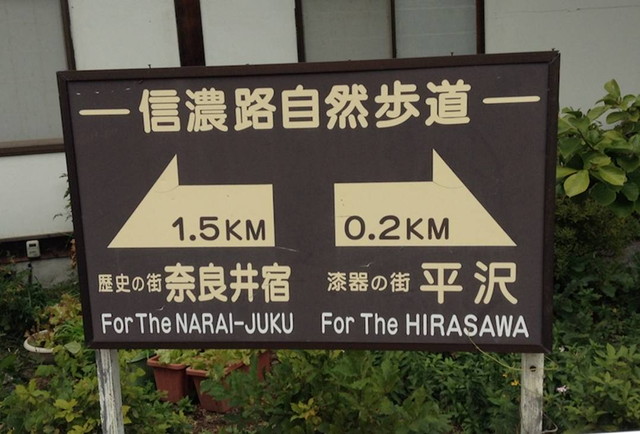 信濃路自然歩道
1.5KM 0.2KM
歴史の街 奈良井宿 漆器の街 平沢
For The NARAI-JUKU For The HIRASAWA